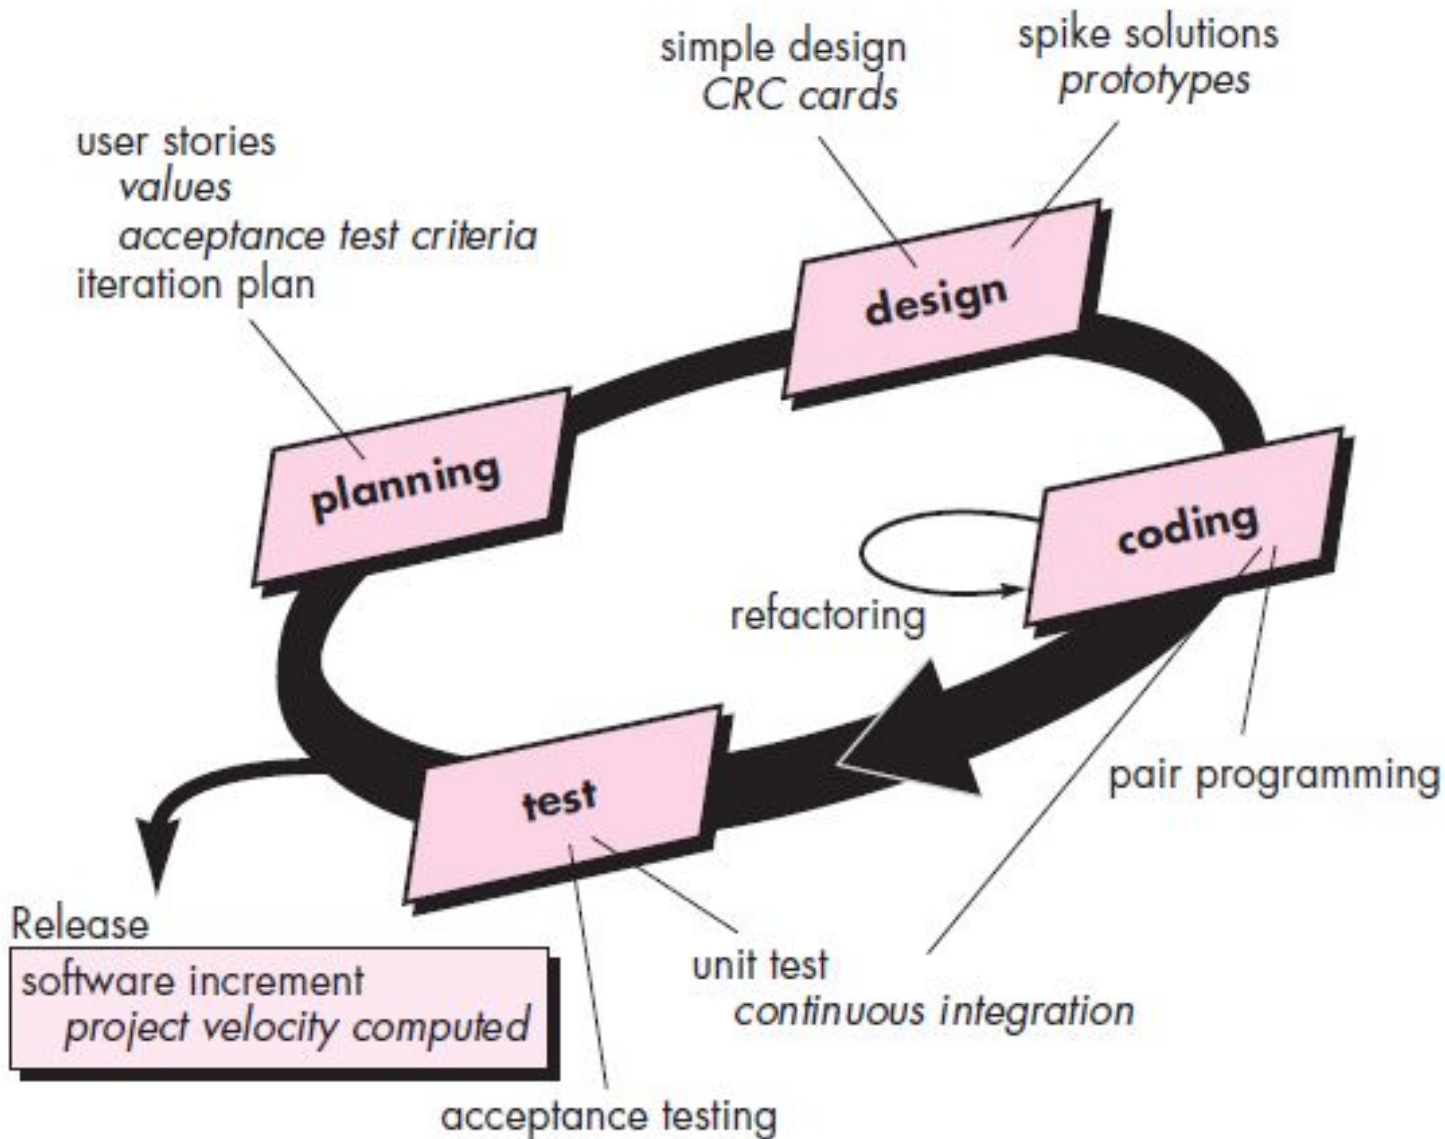 simple design
CRC cards
spike solutions
prototypes
user stories
values
acceptance test criteria
iteration plan
design
planning
coding
refactoring
test
pair programming
Release
software increment
project velocity computed
unit test
continuous integration
acceptance testing